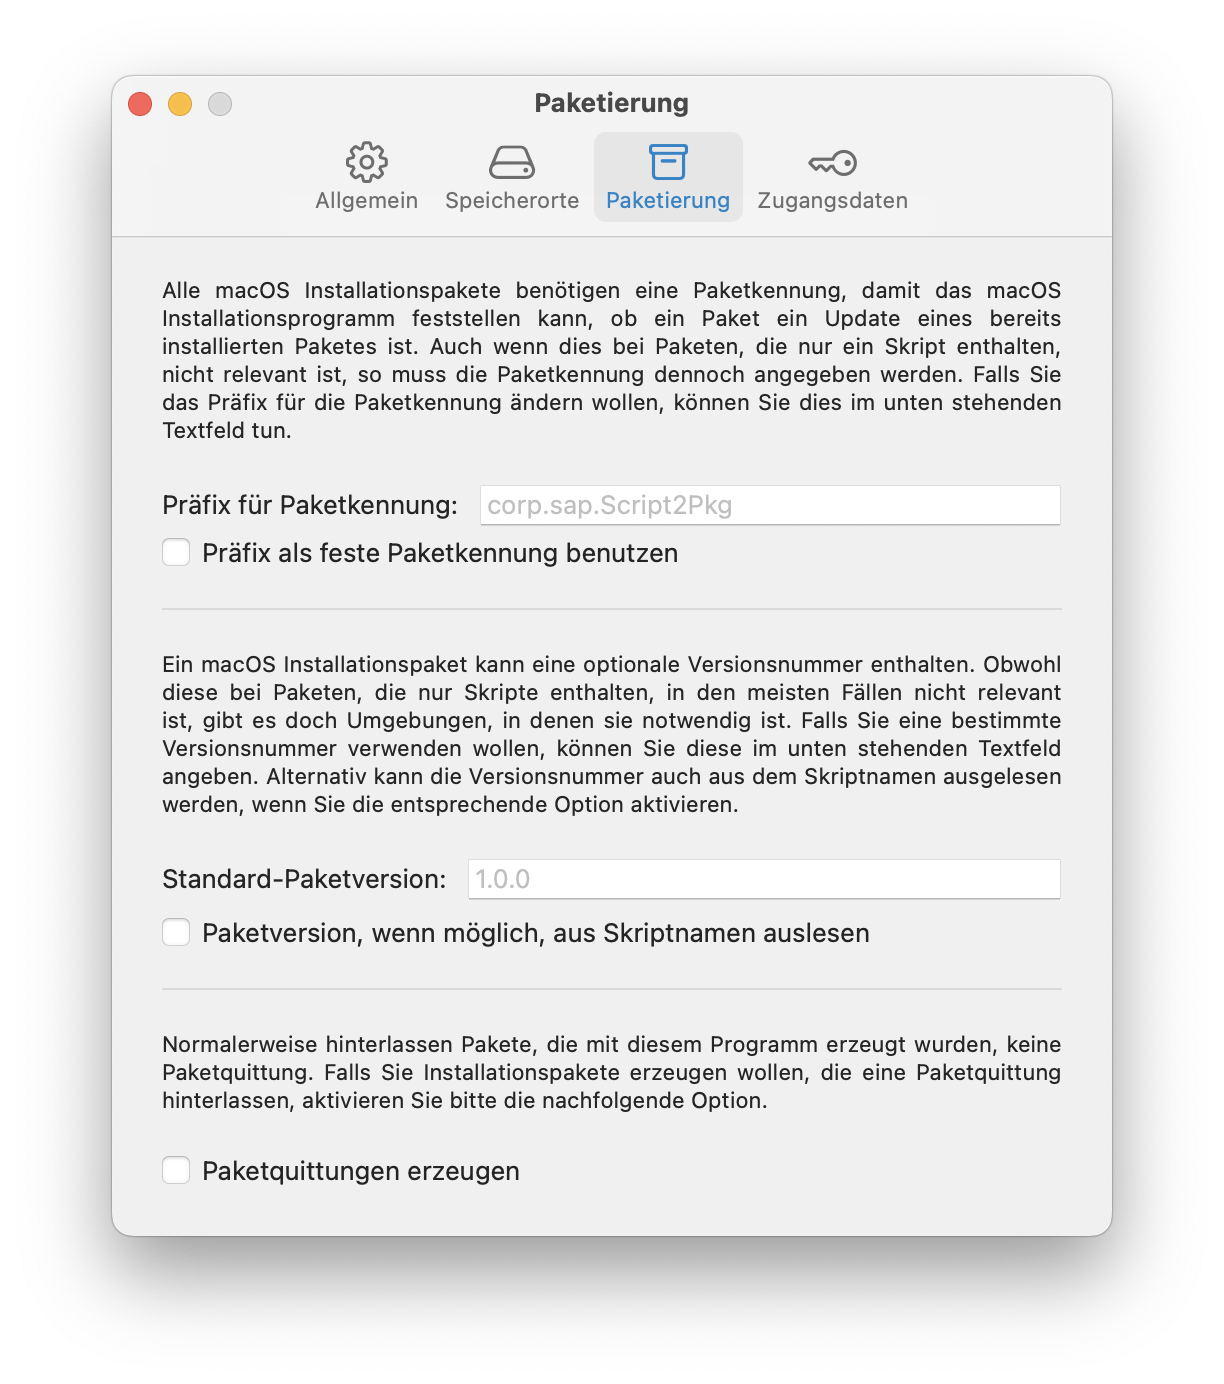 Paketierung
Allgemein
Speicherorte
Paketierung
Zugangsdaten
Alle macOS Installationspakete benötigen eine Paketkennung, damit das macOS
Installationsprogramm feststellen kann, ob ein Paket ein Update eines bereits
installierten Paketes ist. Auch wenn dies bei Paketen, die nur ein Skript enthalten,
nicht relevant ist, so muss die Paketkennung dennoch angegeben werden. Falls Sie
das Präfix für die Paketkennung ändern wollen, können Sie dies im unten stehenden
Textfeld tun.
Präfix für Paketkennung: corp.sap.Script2Pkg
Präfix als feste Paketkennung benutzen
Ein macOS Installationspaket kann eine optionale Versionsnummer enthalten. Obwohl
diese bei Paketen, die nur Skripte enthalten, in den meisten Fällen nicht relevant
ist, gibt es doch Umgebungen, in denen sie notwendig ist. Falls Sie eine bestimmte
Versionsnummer verwenden wollen, können Sie diese im unten stehenden Textfeld
angeben. Alternativ kann die Versionsnummer auch aus dem Skriptnamen ausgelesen
werden, wenn Sie die entsprechende Option aktivieren.
Standard-Paketversion: 1.0.0
Paketversion, wenn möglich, aus Skriptnamen auslesen
Normalerweise hinterlassen Pakete, die mit diesem Programm erzeugt wurden, keine
Paketquittung. Falls Sie Installationspakete erzeugen wollen, die eine Paketquittung
hinterlassen, aktivieren Sie bitte die nachfolgende Option.
Paketquittungen erzeugen